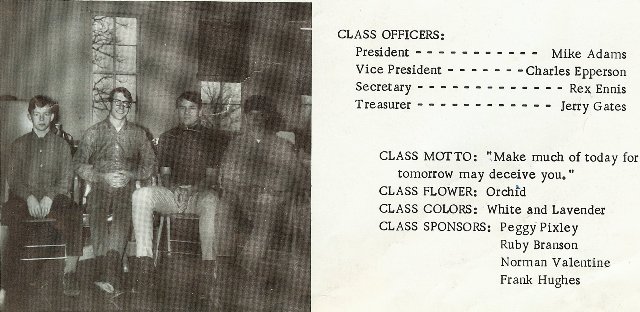 CLASS OFFICERS:
President - - - - - - - - - - - Mike Adams
Vice President - - - - - - - Charles Epperson
Secretary - - - - - - - - - - - - - Rex Ennis
Treasurer - - - - - - - - - - - - Jerry Gates
CLASS MOTTO: "Make much of today for
tomorrow may deceive you."
CLASS FLOWER: Orchid
CLASS COLORS: White and Lavender
CLASS SPONSORS: Peggy Pixley
Ruby Branson
Norman Valentine
Frank Hughes